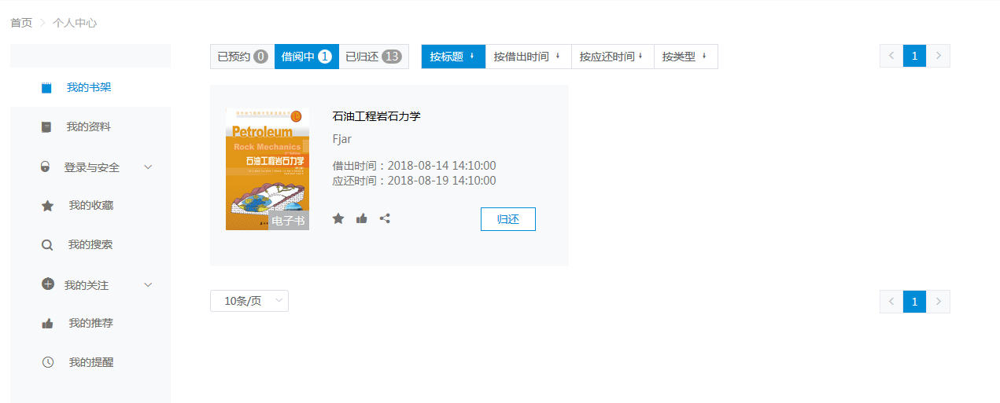 首页 个人中心
已预约 0 借阅中 1 已归还 13 按标题 按借出时间 按应还时间 按类型 1
我的书架
我的资料
登录与安全
我的收藏
我的搜索
我的关注
我的推荐
我的提醒
Petroleum
Rock Mechanics
石油工程岩石力学
电子书
石油工程岩石力学
Fjar
借出时间：2018-08-14 14:10:00
应还时间：2018-08-19 14:10:00
归还
10条/页 1